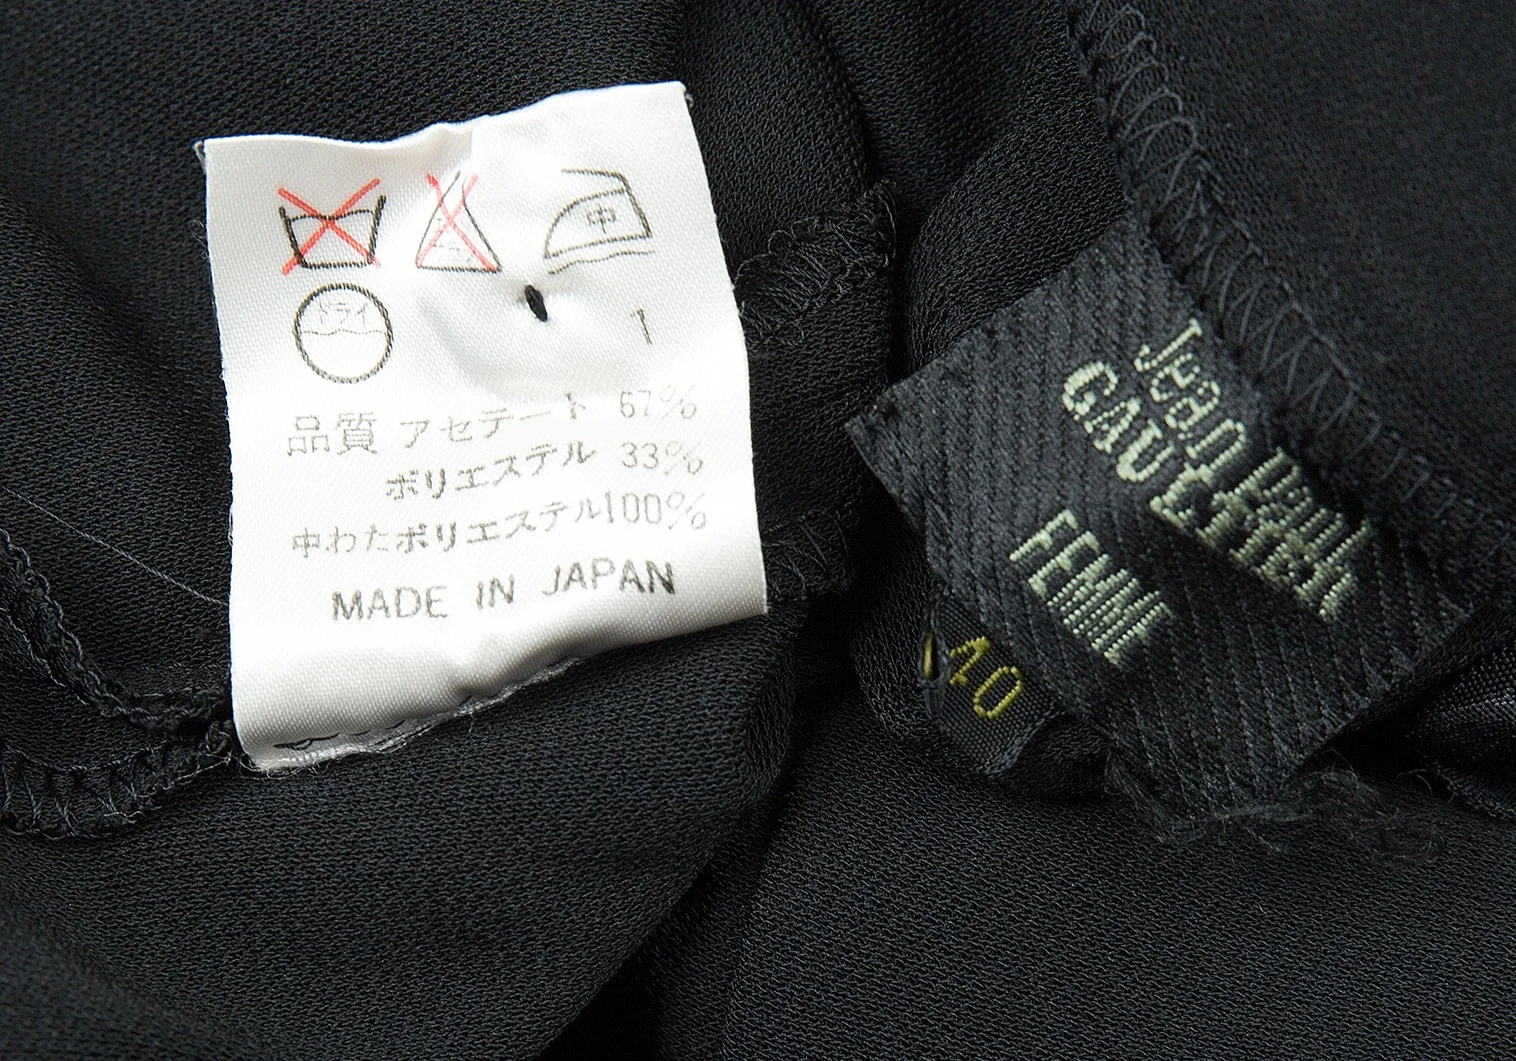 中
ドライ
1
品質 アセテート 67%
ポリエステル 33%
中わたポリエステル100%
MADE IN JAPAN
Jean Paul
GAULTIER
FEMME
40